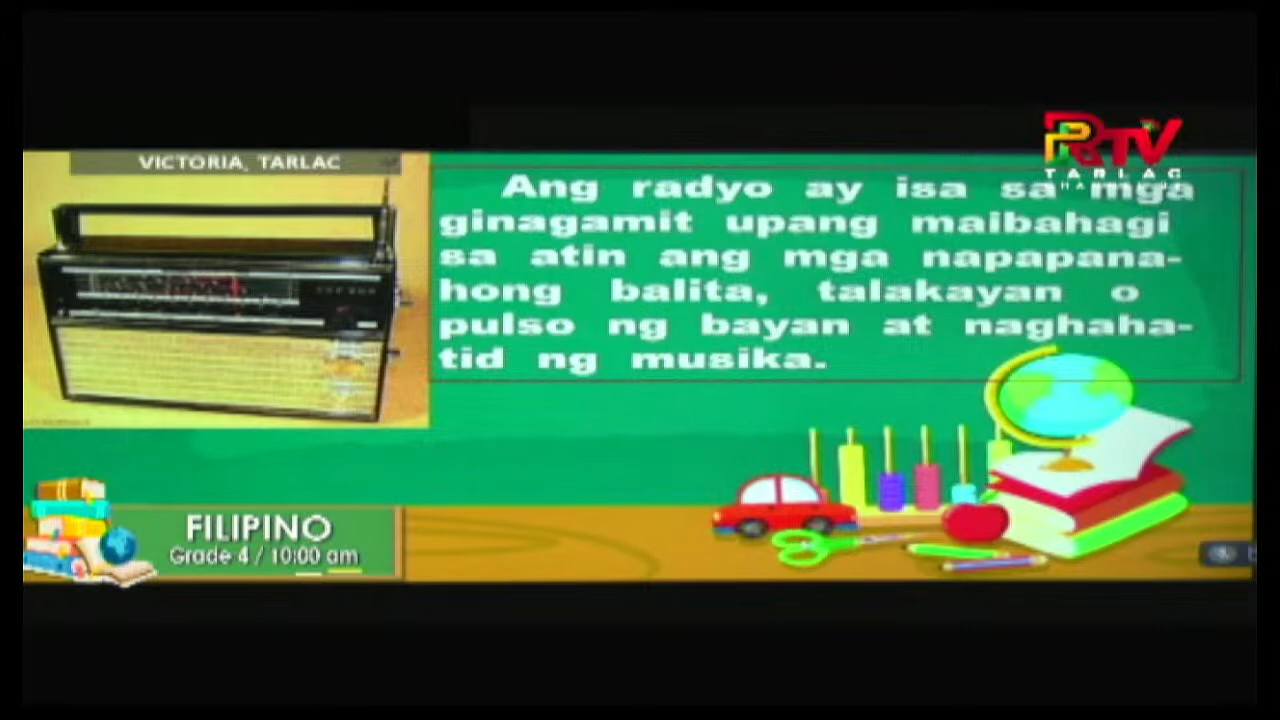 VICTORIA, TARLAC
PRTV
TARLAC
Ang radyo ay isa sa mga
ginagamit upang maibahagi
sa atin ang mga napapana-
hong balita, talakayan o
pulso ng bayan at naghaha-
tid ng musika.
FILIPINO
Grade 4 / 10:00 am